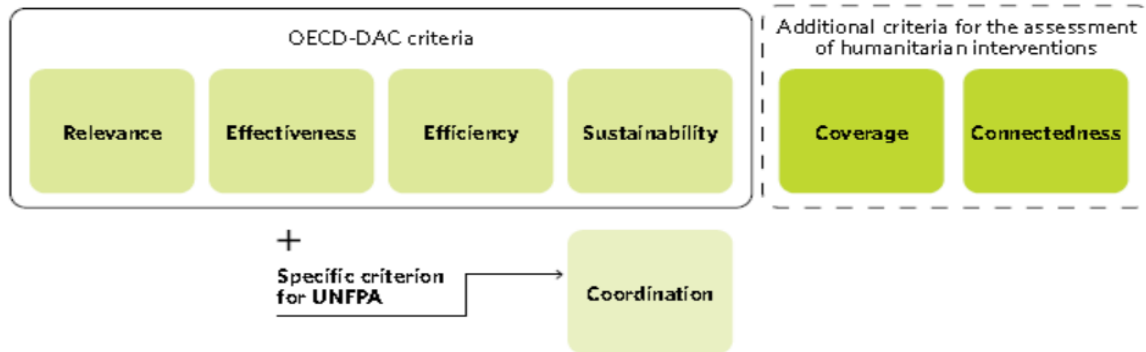 OECD-DAC criteria
Additional criteria for the assessment
of humanitarian interventions
Relevance
Effectiveness
Efficiency
Sustainability
Coverage
Connectedness
+
Specific criterion
for UNFPA
Coordination